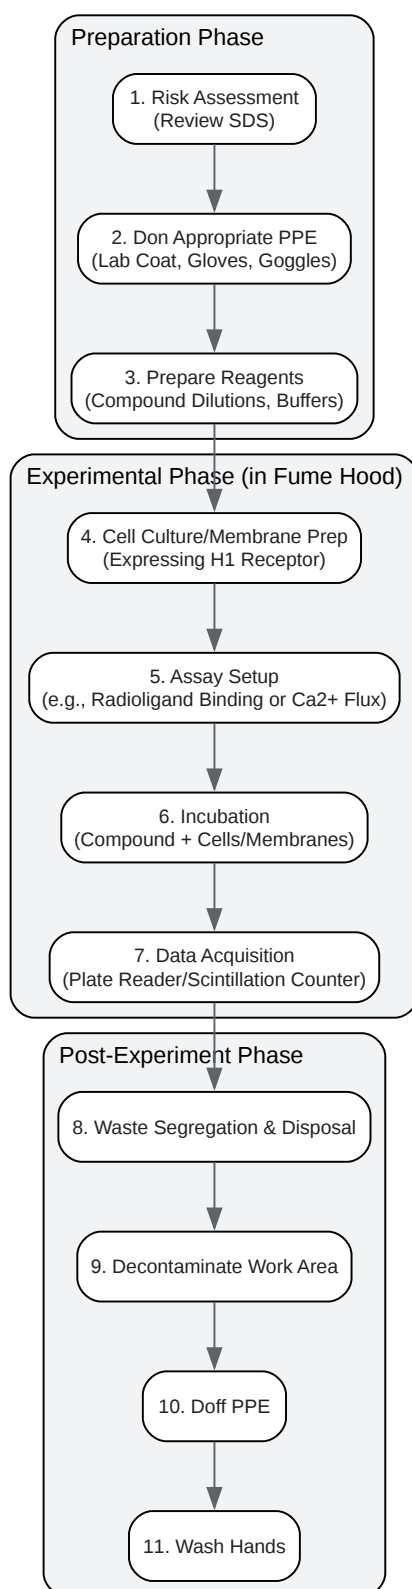 Preparation Phase
1. Risk Assessment
(Review SDS)
2. Don Appropriate PPE
(Lab Coat, Gloves, Goggles)
3. Prepare Reagents
(Compound Dilutions, Buffers)
Experimental Phase (in Fume Hood)
4. Cell Culture/Membrane Prep
(Expressing H1 Receptor)
5. Assay Setup
(e.g., Radioligand Binding or Ca2+ Flux)
6. Incubation
(Compound + Cells/Membranes)
7. Data Acquisition
(Plate Reader/Scintillation Counter)
Post-Experiment Phase
8. Waste Segregation & Disposal
9. Decontaminate Work Area
10. Doff PPE
11. Wash Hands